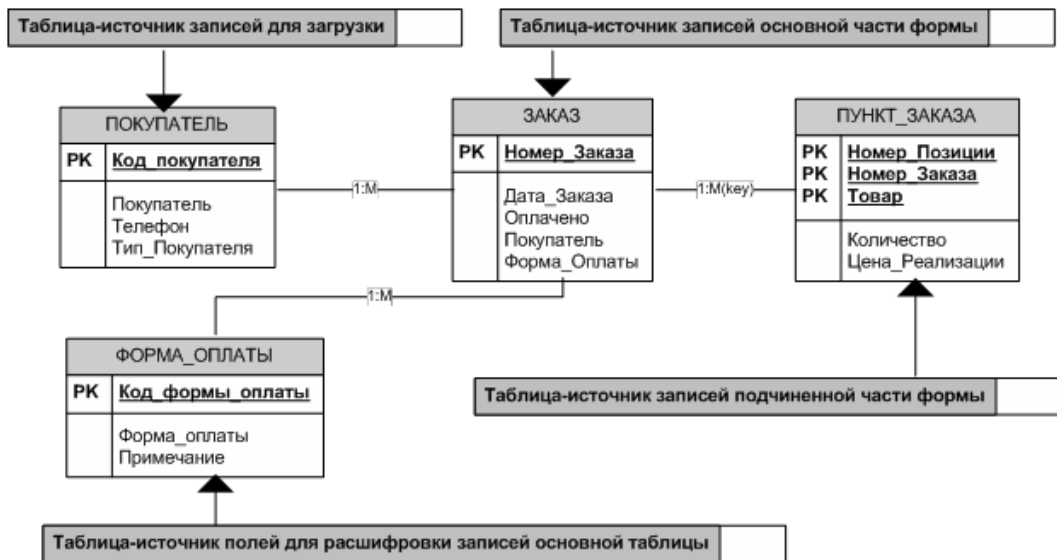 Таблица-источник записей для загрузки
Таблица-источник записей основной части формы
ПОКУПАТЕЛЬ
PK Код_покупателя
Покупатель
Телефон
Тип_Покупателя
1:M
ЗАКАЗ
PK Номер_Заказа
Дата_Заказа
Оплачено
Покупатель
Форма_Оплаты
1:M(key)
ПУНКТ_ЗАКАЗА
PK Номер_Позиции
PK Номер_Заказа
PK Товар
Количество
Цена_Реализации
1:M
ФОРМА_ОПЛАТЫ
PK Код_формы_оплаты
Форма_оплаты
Примечание
Таблица-источник записей подчиненной части формы
Таблица-источник полей для расшифровки записей основной таблицы